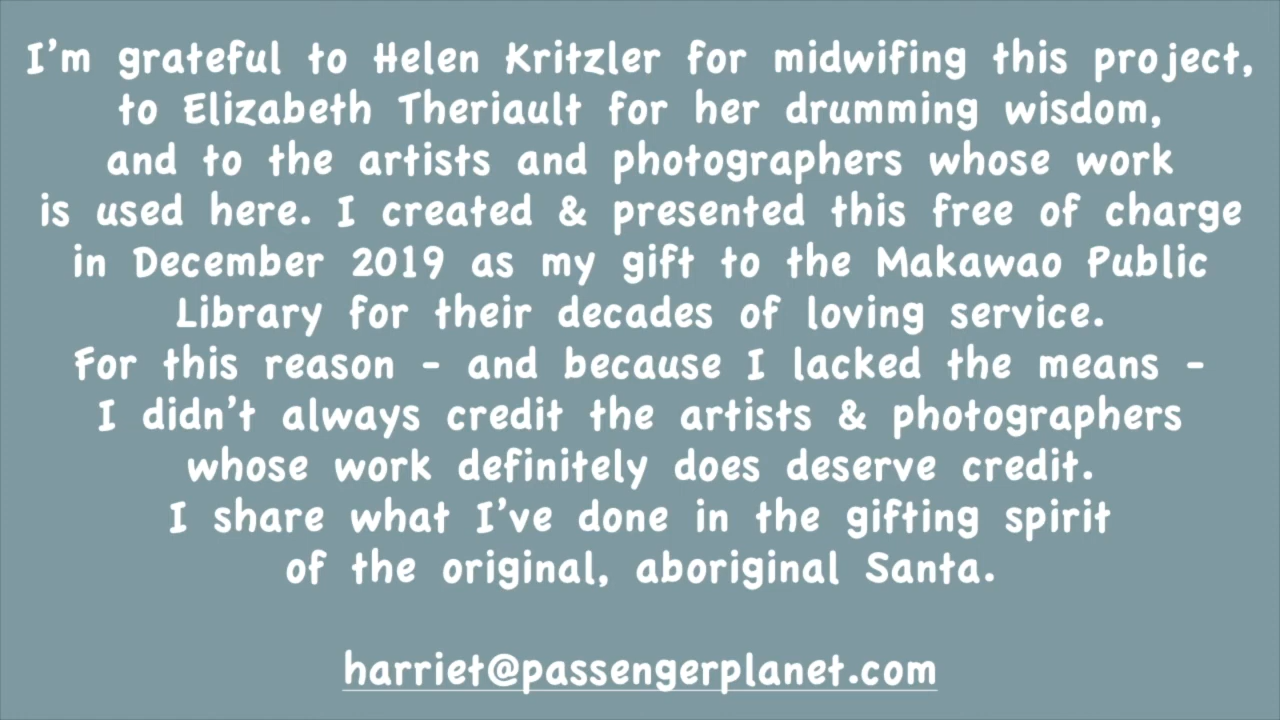 I'm grateful to Helen Kritzler for midwifing this project,
to Elizabeth Theriault for her drumming wisdom,
and to the artists and photographers whose work
is used here. I created & presented this free of charge
in December 2019 as my gift to the Makawao Public
Library for their decades of loving service.
For this reason - and because I lacked the means -
I didn't always credit the artists & photographers
whose work definitely does deserve credit.
I share what I've done in the gifting spirit
of the original, aboriginal Santa.
harriet@passengerplanet.com